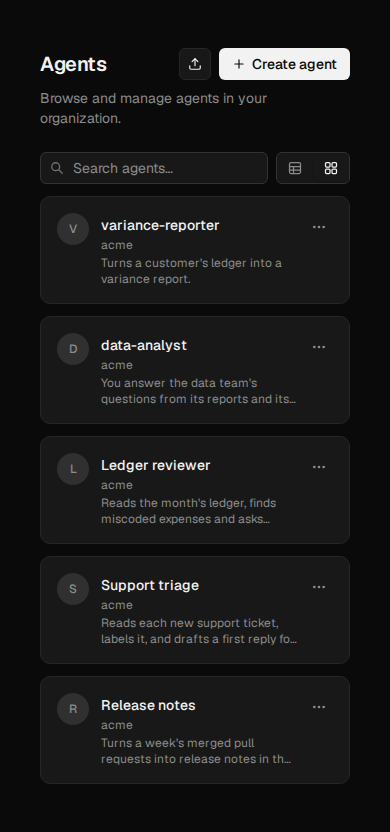 Agents
Create agent
Browse and manage agents in your
organization.
Search agents...
V
variance-reporter
acme
Turns a customer's ledger into a
variance report.
D
data-analyst
acme
You answer the data team's
questions from its reports and its...
L
Ledger reviewer
acme
Reads the month's ledger, finds
miscoded expenses and asks...
S
Support triage
acme
Reads each new support ticket,
labels it, and drafts a first reply fo...
R
Release notes
acme
Turns a week's merged pull
requests into release notes in th...